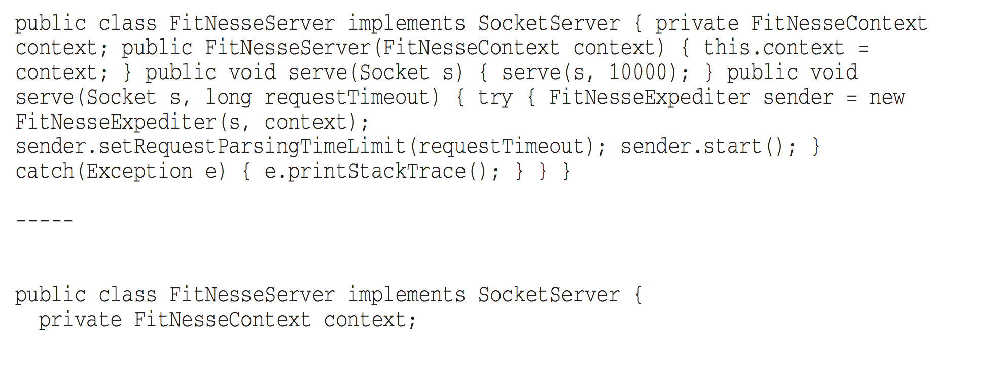 public class FitNesseServer implements SocketServer { private FitNesseContext
context; public FitNesseServer(FitNesseContext context) { this.context =
context; } public void serve(Socket s) { serve(s, 10000); } public void
serve(Socket s, long requestTimeout) { try { FitNesseExpediter sender = new
FitNesseExpediter(s, context);
sender.setRequestParsingTimeLimit(requestTimeout); sender.start(); }
catch(Exception e) { e.printStackTrace(); } } }
-----
public class FitNesseServer implements SocketServer {
  private FitNesseContext context;